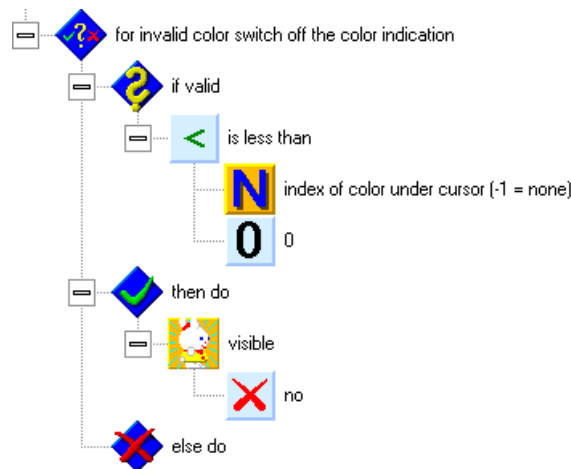 for invalid color switch off the color indication
if valid
< is less than
N index of color under cursor (-1 = none)
0 0
then do
visible
no
else do